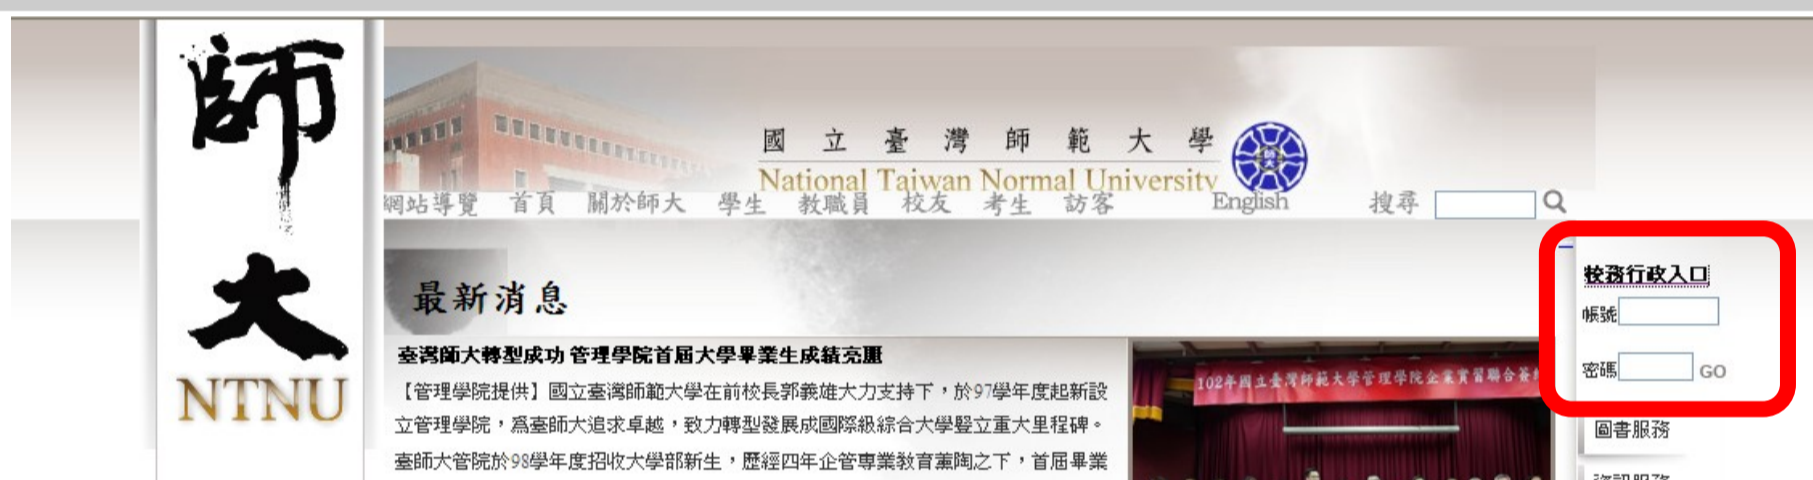 師大
NTNU
國立臺灣師範大學
師大
National Taiwan Normal University
網站導覽 首頁 關於師大 學生 教職員 校友 考生 訪客 English 搜尋
最新消息
臺灣師大轉型成功 管理學院首屆大學畢業生成績亮麗
【管理學院提供】國立臺灣師範大學在前校長郭義雄大力支持下，於97學年度起新設
立管理學院，為臺師大追求卓越，致力轉型發展成國際級綜合大學豎立重大里程碑。
臺師大管院於98學年度招收大學部新生，歷經四年企管專業教育薰陶之下，首屆畢業
102年國立臺灣師範大學管理學院企業實習聯合簽
校務行政入口
帳號
密碼 GO
圖書服務
資訊服務